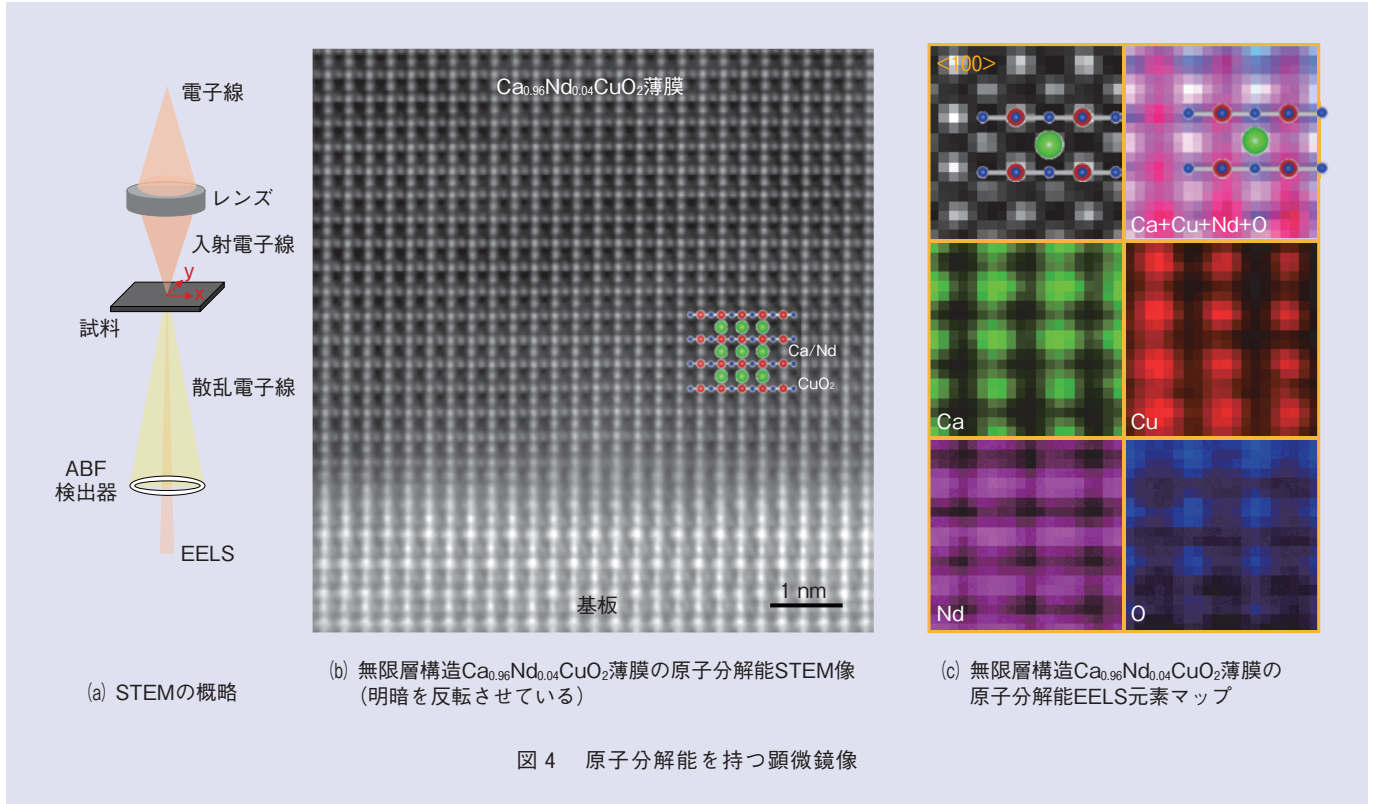 電子線
レンズ
入射電子線
y
x
試料
散乱電子線
ABF
検出器
EELS
(a) STEMの概略
Ca0.96Nd0.04CuO2薄膜
Ca/Nd
CuO2
1 nm
基板
(b) 無限層構造Ca0.96Nd0.04CuO2薄膜の原子分解能STEM像
(明暗を反転させている)
<100>
Ca+Cu+Nd+O
Ca
Cu
Nd
O
(c) 無限層構造Ca0.96Nd0.04CuO2薄膜の
原子分解能EELS元素マップ
図4 原子分解能を持つ顕微鏡像